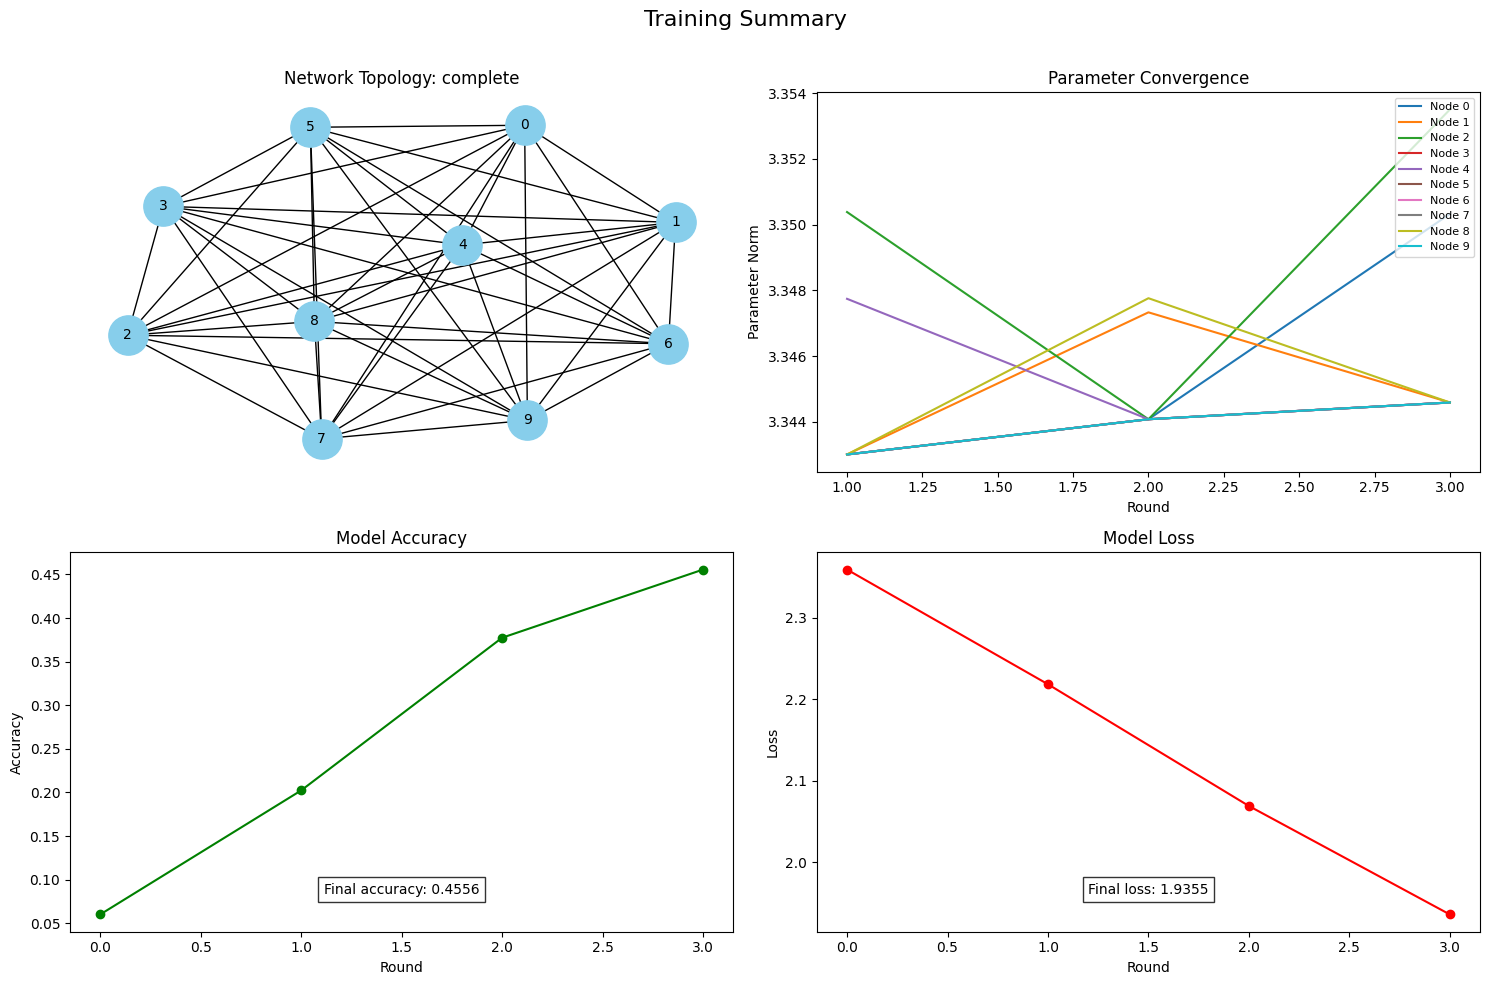 Training Summary
Network Topology: complete
5
0
3
1
4
8
2
6
9
7
Parameter Convergence
3.354
3.352
3.350
3.348
3.346
3.344
Parameter Norm
Node 0
Node 1
Node 2
Node 3
Node 4
Node 5
Node 6
Node 7
Node 8
Node 9
1.00 1.25 1.50 1.75 2.00 2.25 2.50 2.75 3.00
Round
Model Accuracy
0.45
0.40
0.35
0.30
0.25
0.20
0.15
0.10
0.05
Accuracy
Final accuracy: 0.4556
0.0 0.5 1.0 1.5 2.0 2.5 3.0
Round
Model Loss
2.3
2.2
2.1
2.0
Loss
Final loss: 1.9355
0.0 0.5 1.0 1.5 2.0 2.5 3.0
Round